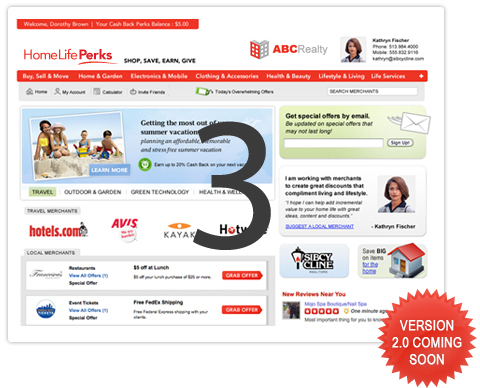 Welcome, Dorothy Brown | Your Cash Back Perks Balance : $5.00
HomeLifePerks
SHOP, SAVE, EARN, GIVE
ABCRealty
Kathryn Fischer
Phone: 513.984.4000
Mobile: 555.832.9116
kathryn@sibcycline.com
Buy, Sell & Move
Home & Garden
Electronics & Mobile
Clothing & Accessories
Health & Beauty
Lifestyle & Living
Life Services
+
Home
My Account
Calculator
Invite Friends
Today's Overwhelming Offers
SEARCH MERCHANTS
Getting the most out of your
summer vacation
planning an affordable, memorable
and stress free summer vacation
Earn up to 20% Cash Back on your next vac
LEARN MORE
TRAVEL
OUTDOOR & GARDEN
GREEN TECHNOLOGY
HEALTH & WELL
3
Get special offers by email.
Be updated on special offers that
may not last long!
Sign Up!
I am working with merchants
to create great discounts that
compliment living and lifestyle.
"I hope I can help add incremental
value to your home life with great
ideas, content and discounts."
SUGGEST A LOCAL MERCHANT
- Kathryn Fischer
TRAVEL MERCHANTS
hotels.com
AVIS
We try harder.
KAYAK
Hotw
LOCAL MERCHANTS
Restaurants
View All Offers (1)
Special Offer
$5 off at Lunch
$5 off your lunch purchase of $25 or more.
GRAB OFFER
Event Tickets
View All Offers (1)
Special Offer
Free FedEx Shipping
Free Federal Express shipping with your
client.
GRAB OFFER
SIBCY
CLINE
REALTORS
Save BIG
on items
for the
home
New Reviews Near You
Mojo Spa Boutique/Nail Spa
One minute ago
Most important thing for you to know
VERSION
2.0 COMING
SOON